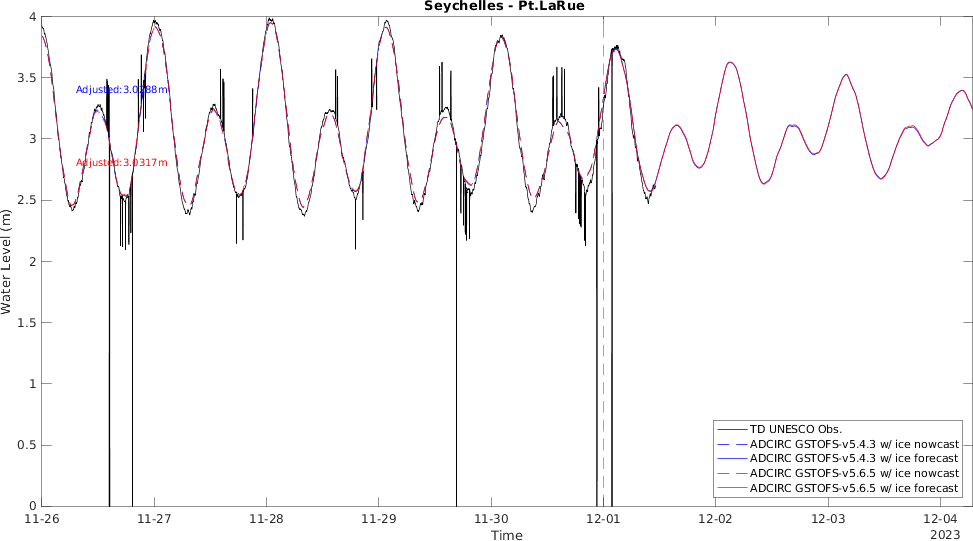 Seychelles - Pt.LaRue
4
3.5
3
2.5
2
1.5
1
0.5
0
Water Level (m)
Adjusted:3.0288m
Adjusted:3.0317m
TD UNESCO Obs.
ADCIRC GSTOFS-v5.4.3 w/ ice nowcast
ADCIRC GSTOFS-v5.4.3 w/ ice forecast
ADCIRC GSTOFS-v5.6.5 w/ ice nowcast
ADCIRC GSTOFS-v5.6.5 w/ ice forecast
11-26 11-27 11-28 11-29 11-30 12-01 12-02 12-03 12-04
Time
2023